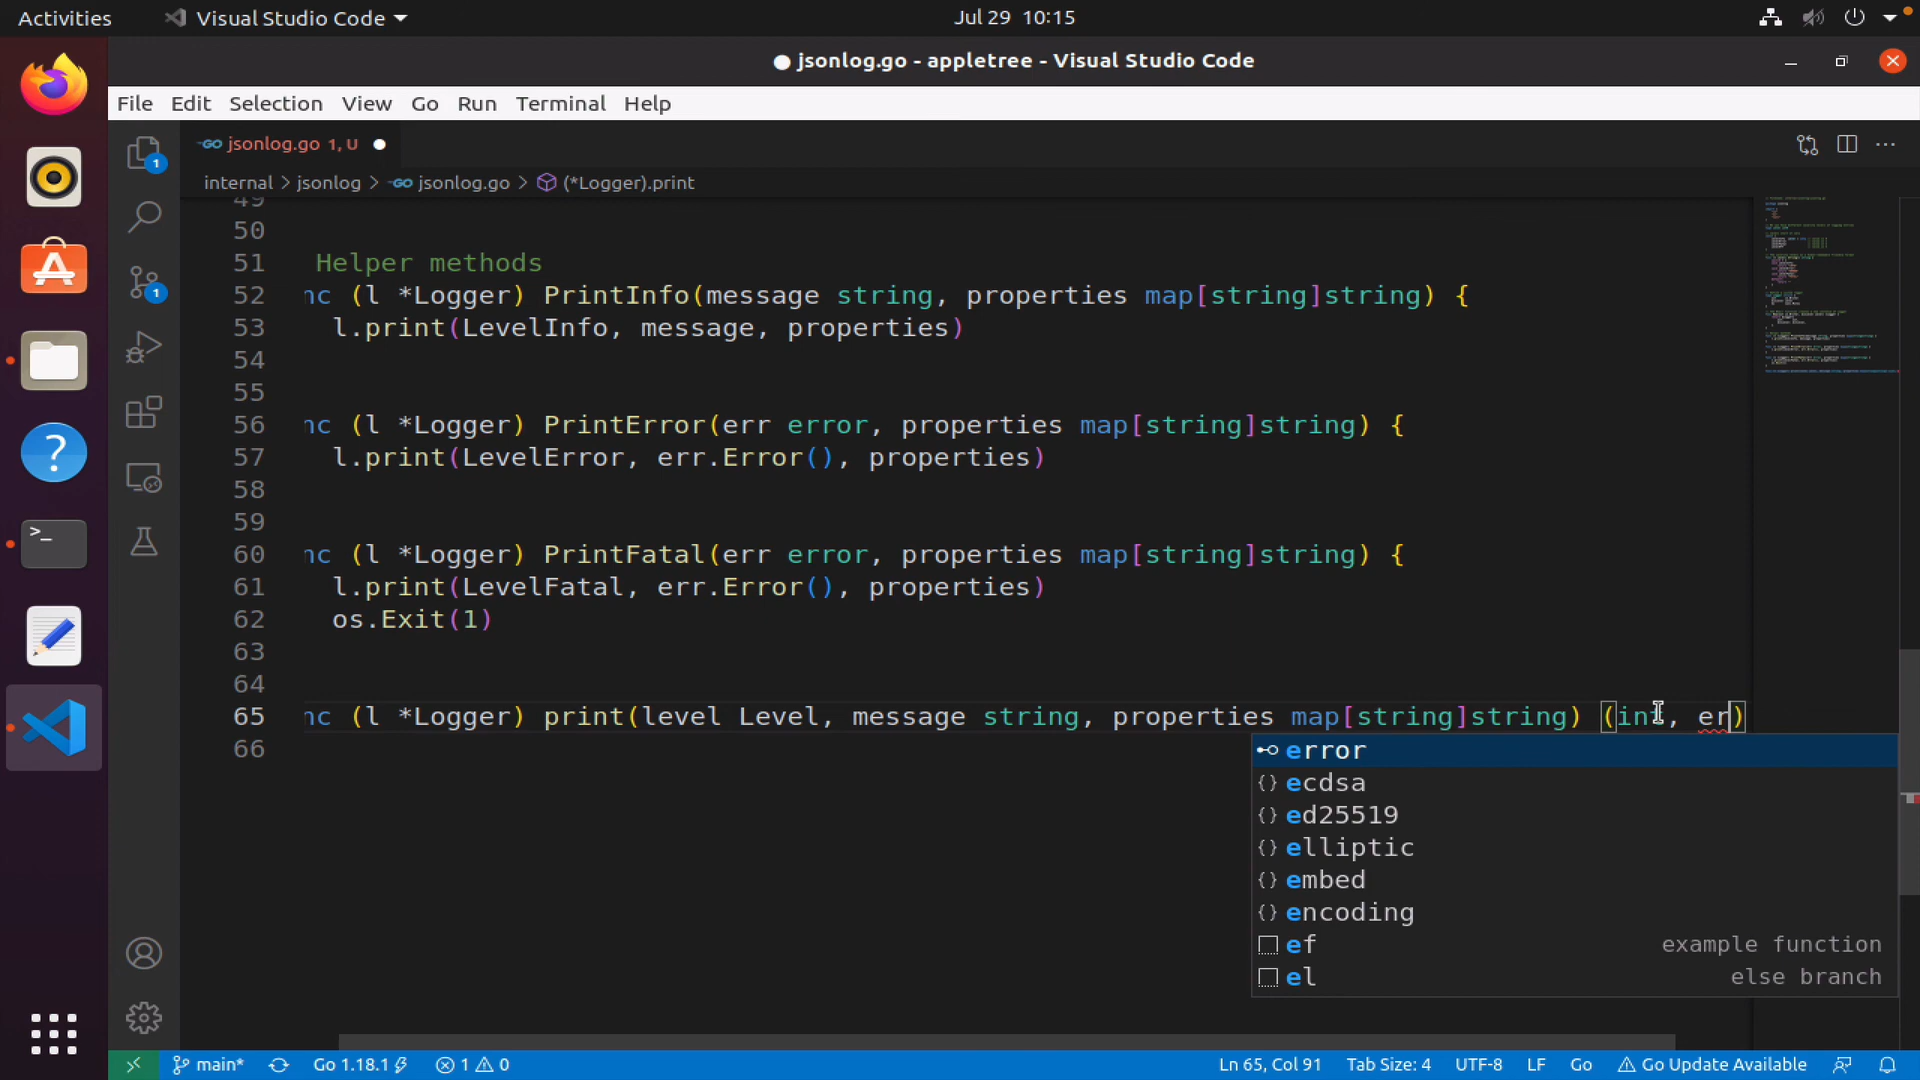 Activities
Visual Studio Code
Jul 29 10:15
● jsonlog.go - appletree - Visual Studio Code
File Edit Selection View Go Run Terminal Help
jsonlog.go 1, U ●
internal > jsonlog > jsonlog.go > (*Logger).print
49
50
51 Helper methods
52 nc (l *Logger) PrintInfo(message string, properties map[string]string) {
53 l.print(LevelInfo, message, properties)
54
55
56 nc (l *Logger) PrintError(err error, properties map[string]string) {
57 l.print(LevelError, err.Error(), properties)
58
59
60 nc (l *Logger) PrintFatal(err error, properties map[string]string) {
61 l.print(LevelFatal, err.Error(), properties)
62 os.Exit(1)
63
64
65 nc (l *Logger) print(level Level, message string, properties map[string]string) (int, er)
66
error
ecdsa
ed25519
elliptic
embed
encoding
ef example function
el else branch
1
1
main* Go 1.18.1 1 0 Ln 65, Col 91 Tab Size: 4 UTF-8 LF Go Go Update Available